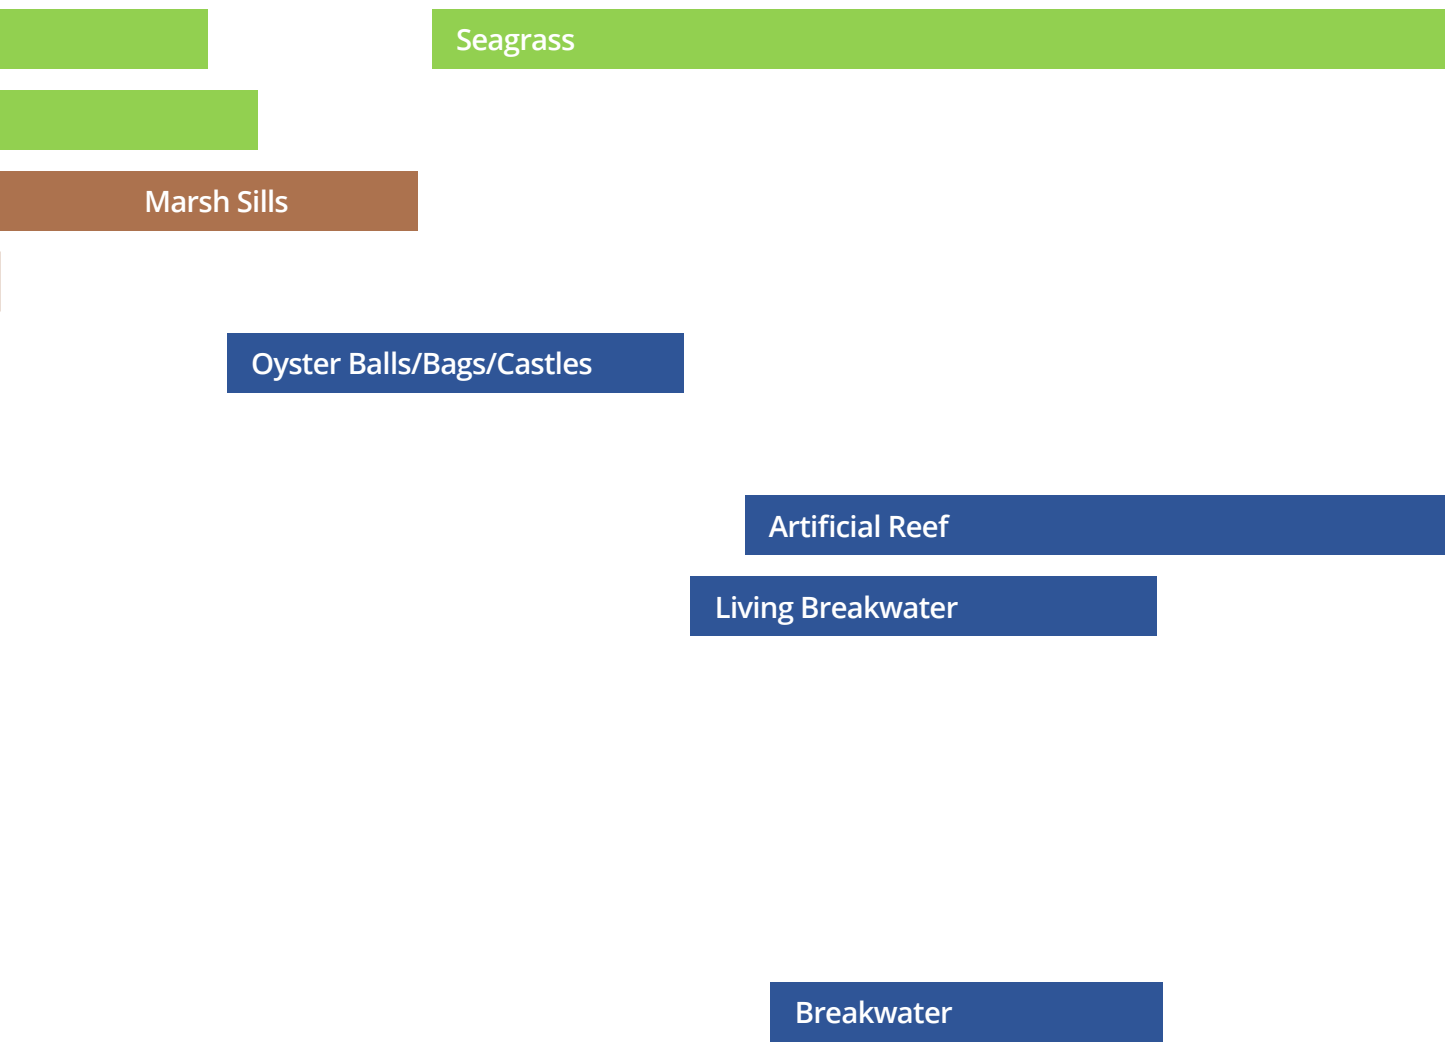 Seagrass
Marsh Sills
Oyster Balls/Bags/Castles
Artificial Reef
Living Breakwater
Breakwater